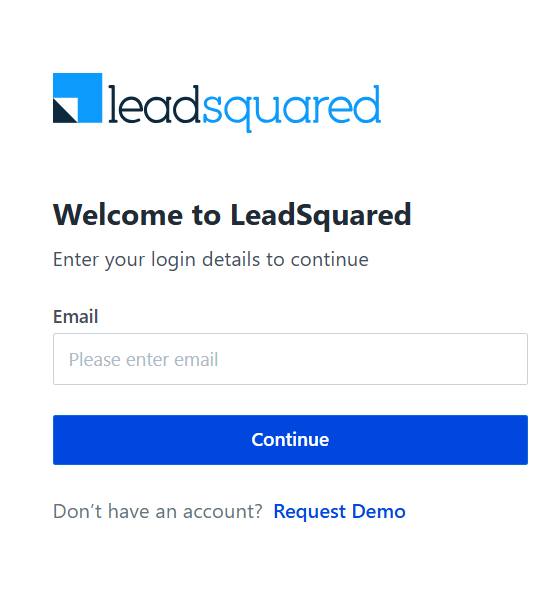 leadsquared
Welcome to LeadSquared
Enter your login details to continue
Email
Please enter email
Continue
Don’t have an account? Request Demo